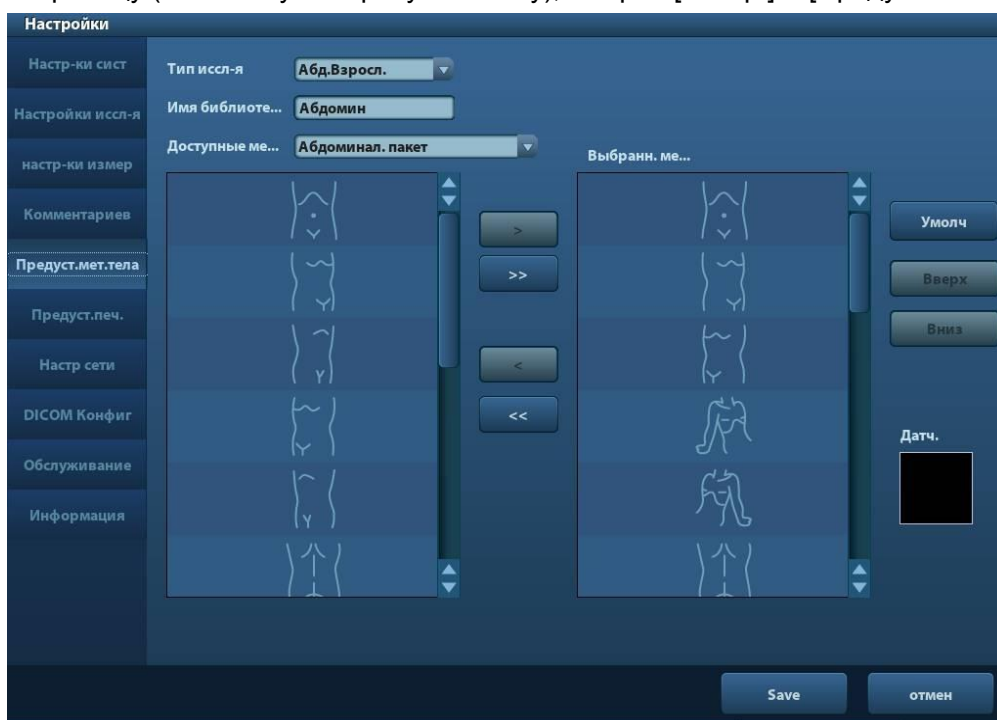 Настройки
Настр-ки сист
Настройки иссл-я
настр-ки измер
Комментариев
Предуст.мет.тела
Предуст.печ.
Настр сети
DICOM Конфиг
Обслуживание
Информация
Тип иссл-я Абд.Взросл.
Имя библиоте... Абдомин
Доступные ме... Абдоминал. пакет
Выбранн. ме...
>
>>
<
<<
Умолч
Вверх
Вниз
Датч.
Save
отмен